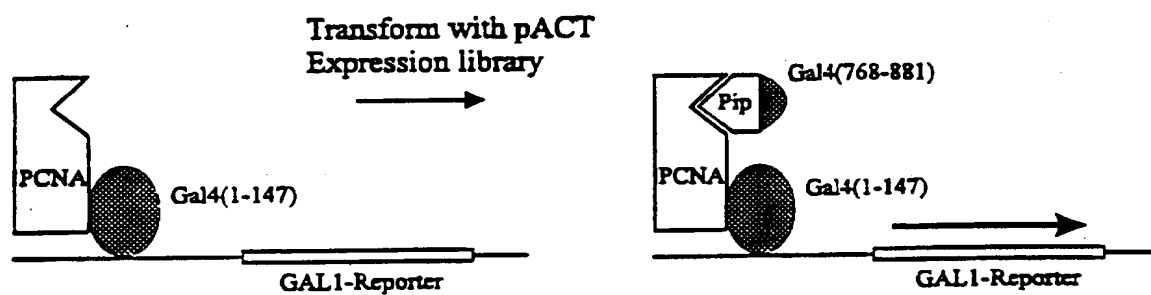 Transform with pACT
Expression library
PCNA
Gal4(1-147)
GAL1-Reporter
Gal4(768-881)
Pip
PCNA
Gal4(1-147)
GAL1-Reporter